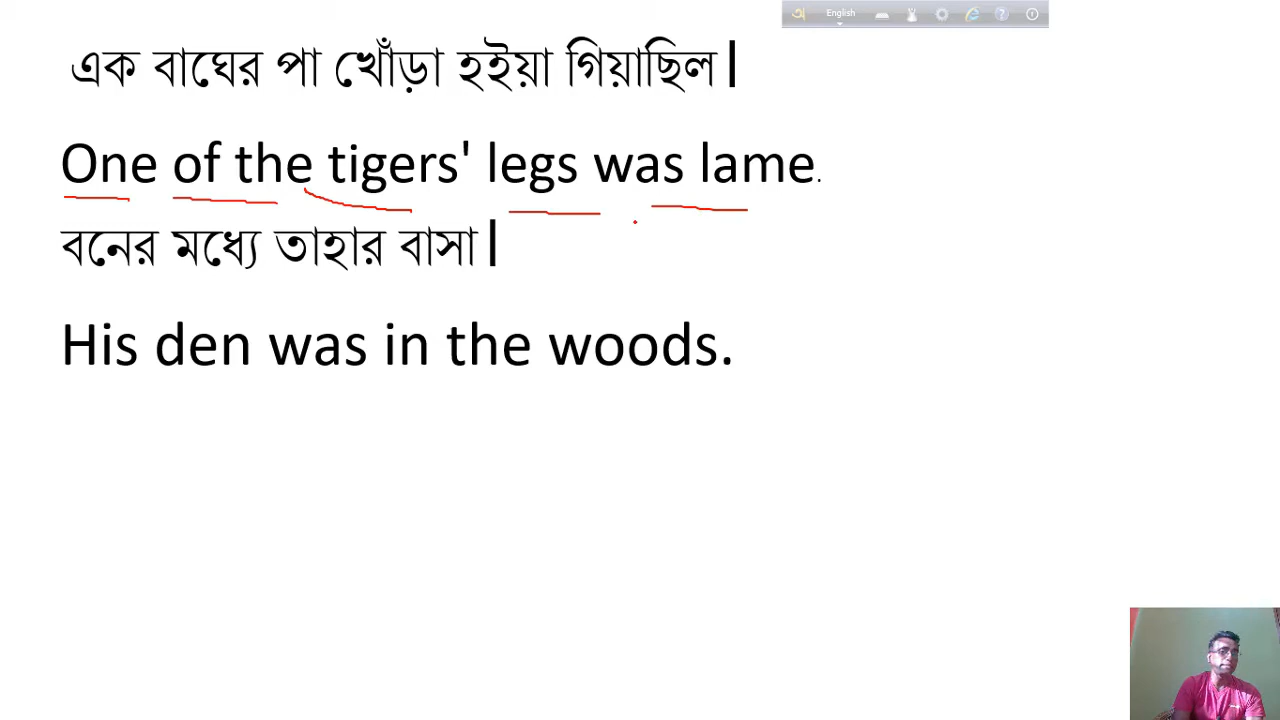 অ English
এক বাঘের পা খোঁড়া হইয়া গিয়াছিল|
One of the tigers' legs was lame.
বনের মধ্যে তাহার বাসা|
His den was in the woods.